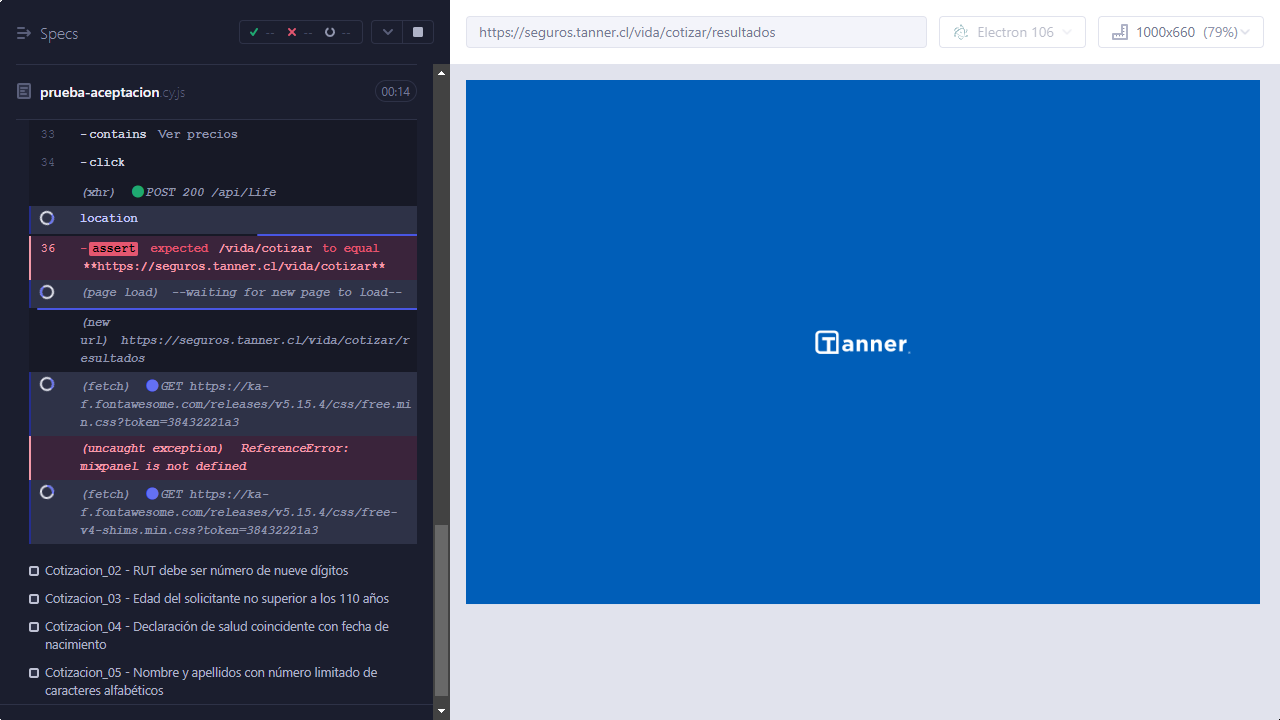 Specs
--
--
--
https://seguros.tanner.cl/vida/cotizar/resultados
Electron 106
1000x660 (79%)
prueba-aceptacion.cy.js
00:14
33 -contains Ver precios
34 -click
(xhr) POST 200 /api/life
location
36 -assert expected /vida/cotizar to equal
**https://seguros.tanner.cl/vida/cotizar**
(page load) --waiting for new page to load--
(new
url) https://seguros.tanner.cl/vida/cotizar/r
esultados
(fetch) GET https://ka-
f.fontawesome.com/releases/v5.15.4/css/free.mi
n.css?token=38432221a3
(uncaught exception) ReferenceError:
mixpanel is not defined
(fetch) GET https://ka-
f.fontawesome.com/releases/v5.15.4/css/free-
v4-shims.min.css?token=38432221a3
Cotizacion_02 - RUT debe ser número de nueve dígitos
Cotizacion_03 - Edad del solicitante no superior a los 110 años
Cotizacion_04 - Declaración de salud coincidente con fecha de
nacimiento
Cotizacion_05 - Nombre y apellidos con número limitado de
caracteres alfabéticos
Tanner.